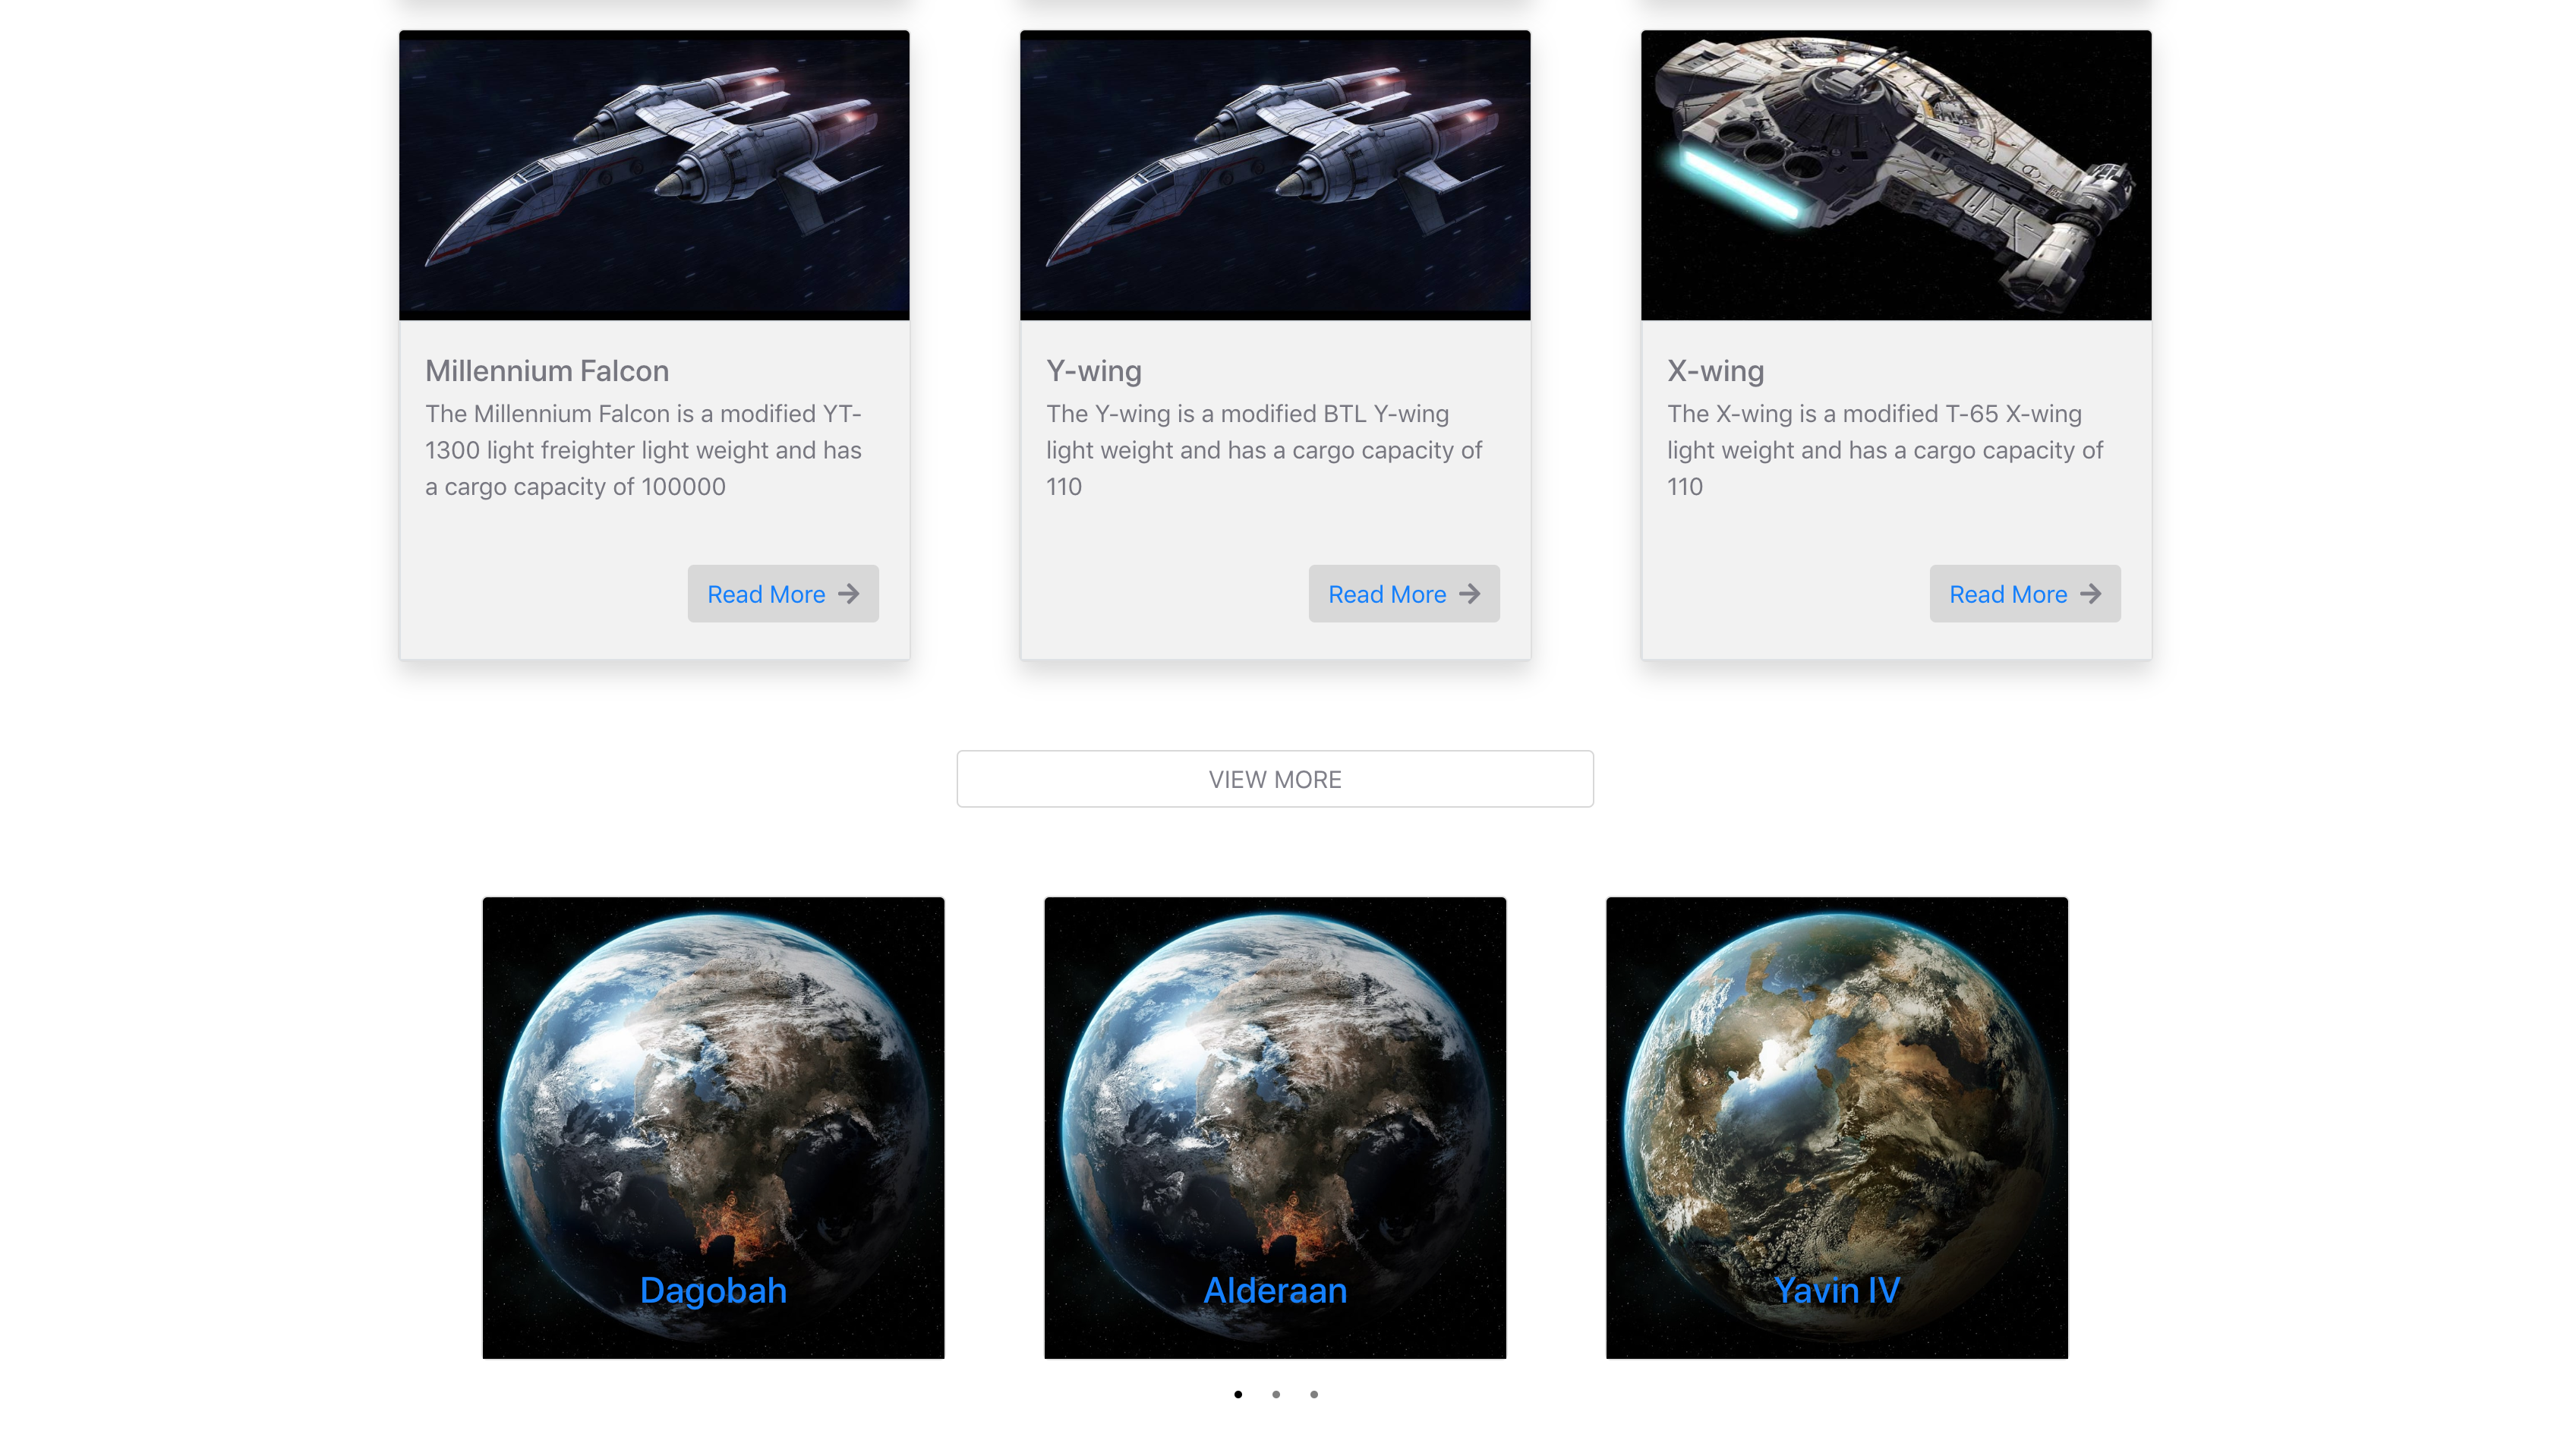 Millennium Falcon
The Millennium Falcon is a modified YT-
1300 light freighter light weight and has
a cargo capacity of 100000
Read More
Y-wing
The Y-wing is a modified BTL Y-wing
light weight and has a cargo capacity of
110
Read More
X-wing
The X-wing is a modified T-65 X-wing
light weight and has a cargo capacity of
110
Read More
VIEW MORE
Dagobah
Alderaan
Yavin IV